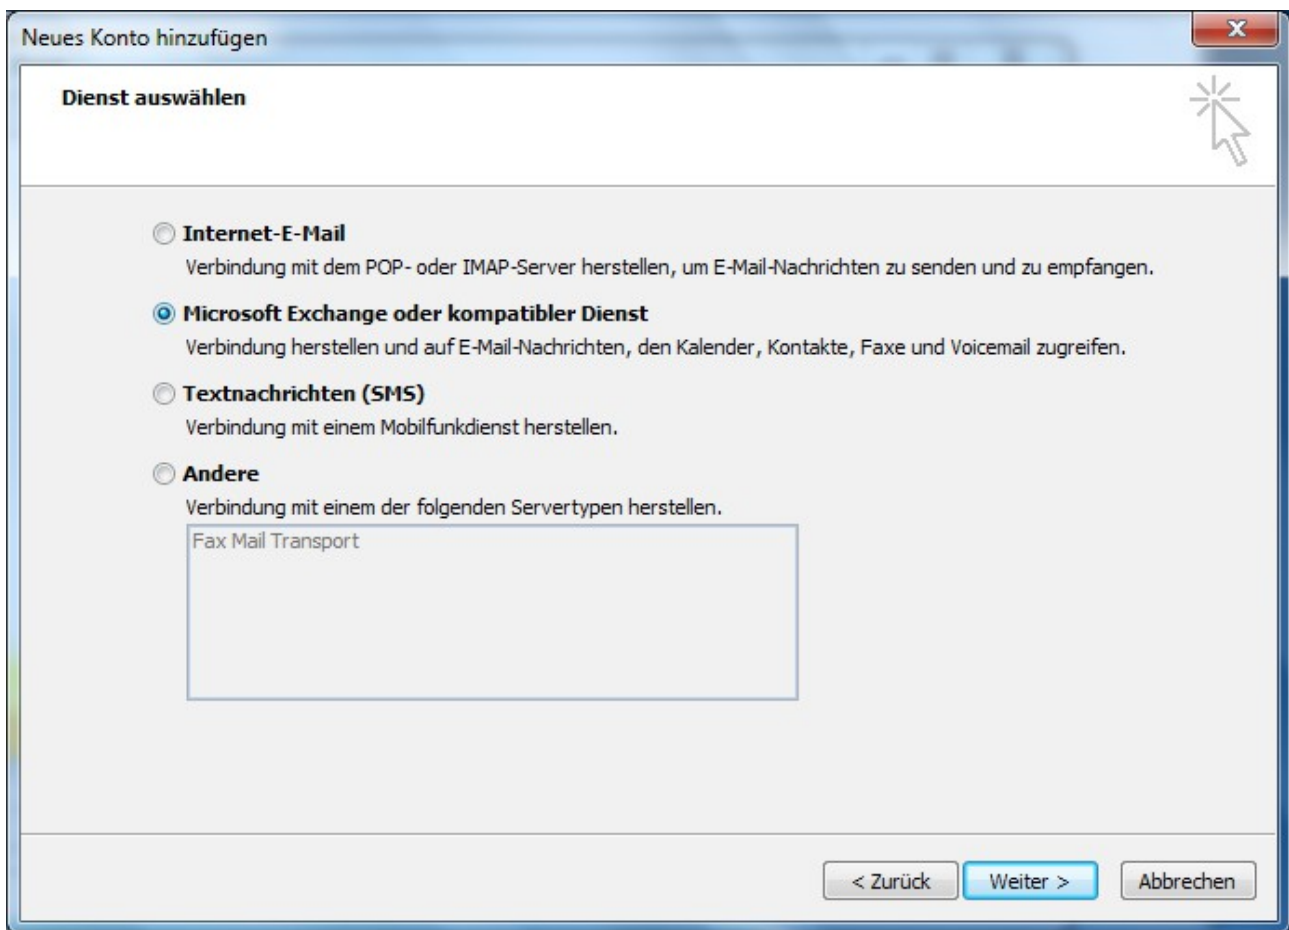 Neues Konto hinzufügen
Dienst auswählen
Internet-E-Mail
Verbindung mit dem POP- oder IMAP-Server herstellen, um E-Mail-Nachrichten zu senden und zu empfangen.
Microsoft Exchange oder kompatibler Dienst
Verbindung herstellen und auf E-Mail-Nachrichten, den Kalender, Kontakte, Faxe und Voicemail zugreifen.
Textnachrichten (SMS)
Verbindung mit einem Mobilfunkdienst herstellen.
Andere
Verbindung mit einem der folgenden Servertypen herstellen.
Fax Mail Transport
< Zurück Weiter > Abbrechen